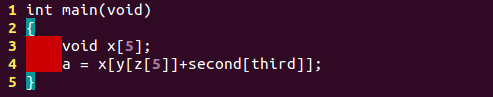 1 int main(void)
2 {
3     void x[5];
4     a = x[y[z[5]]+second[third]];
5 }